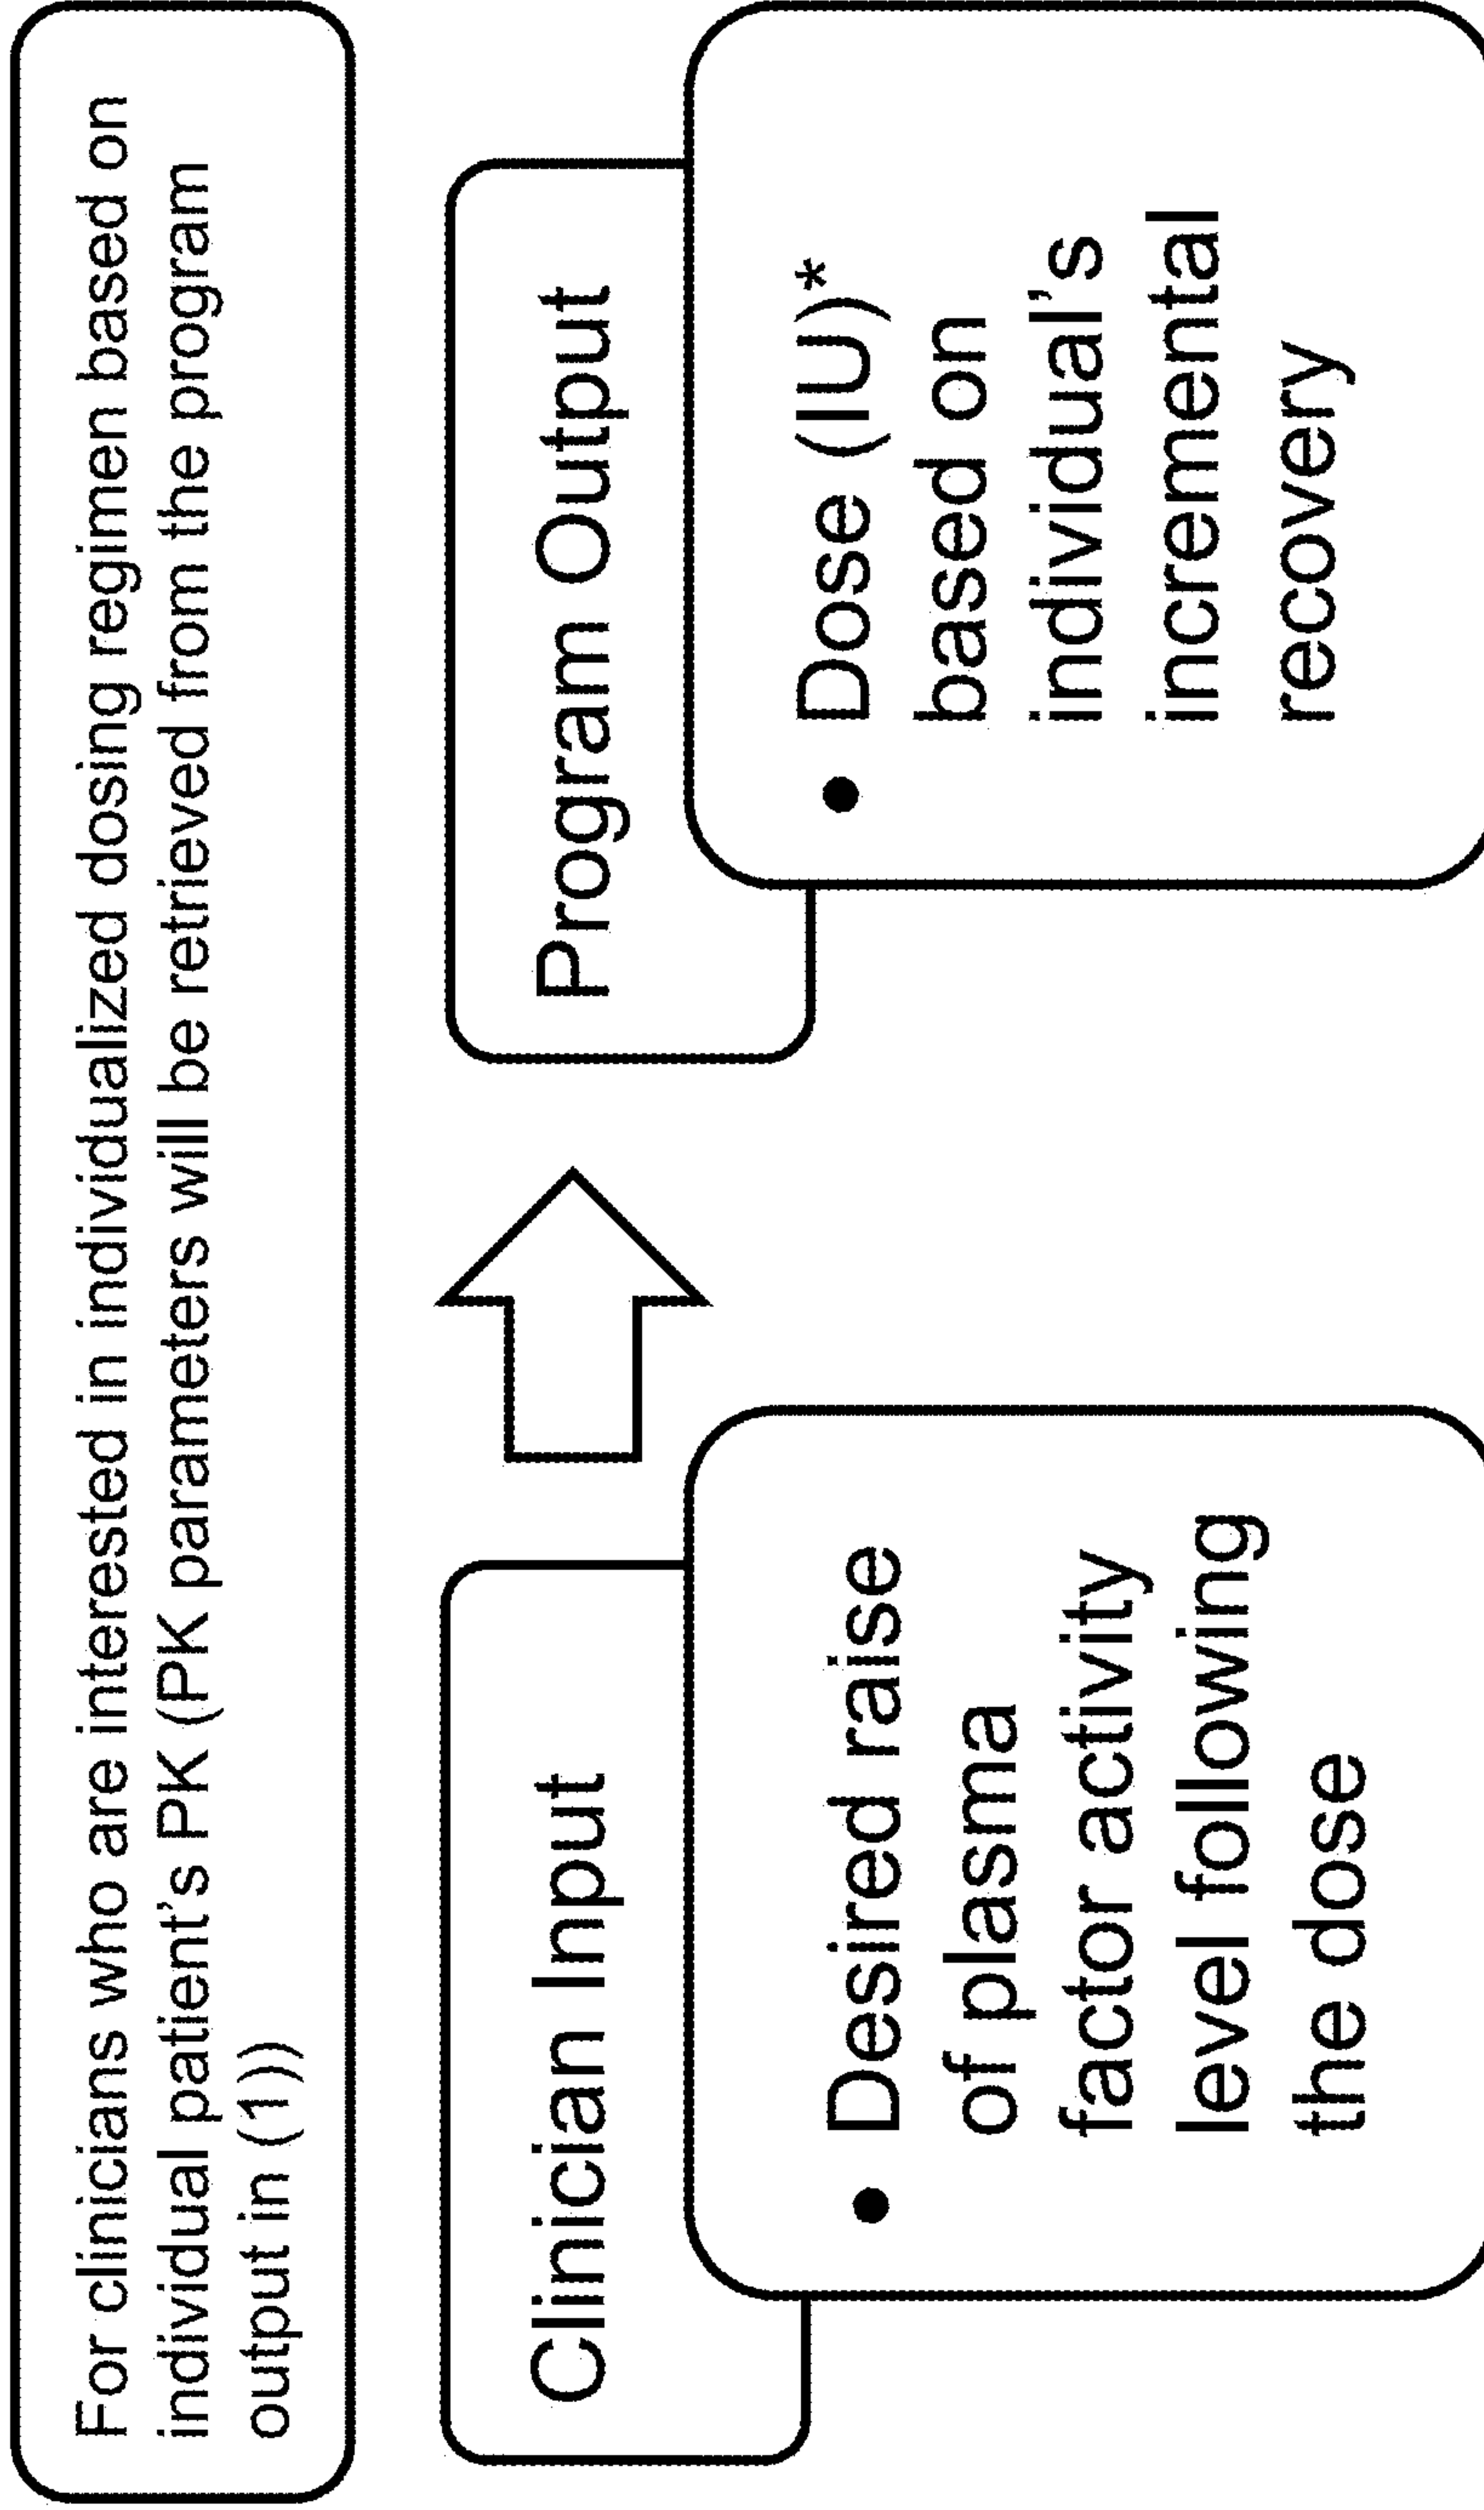 For clinicians who are interested in individualized dosing regimen based on
individual patient's PK (PK parameters will be retrieved from the program
output in (1))
Clinician Input
• Desired raise
of plasma
factor activity
level following
the dose
Program Output
• Dose (IU)*
based on
individual's
incremental
recovery